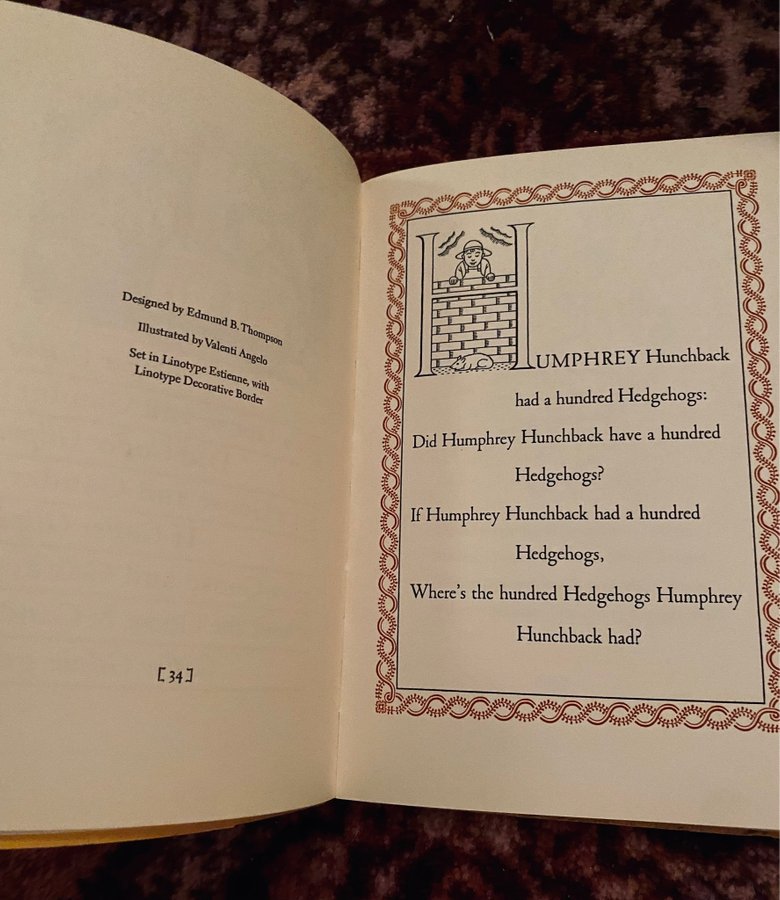 Designed by Edmund B. Thompson
Illustrated by Valenti Angelo
Set in Linotype Estienne, with
Linotype Decorative Border
[34]
HUMPHREY Hunchback
had a hundred Hedgehogs:
Did Humphrey Hunchback have a hundred
Hedgehogs?
If Humphrey Hunchback had a hundred
Hedgehogs,
Where's the hundred Hedgehogs Humphrey
Hunchback had?